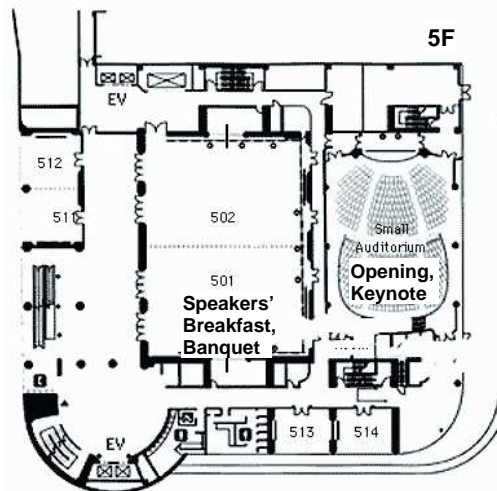 5F
EV
512
511
502
Small
Auditorium
Opening,
Keynote
501
Speakers'
Breakfast,
Banquet
513
514
EV